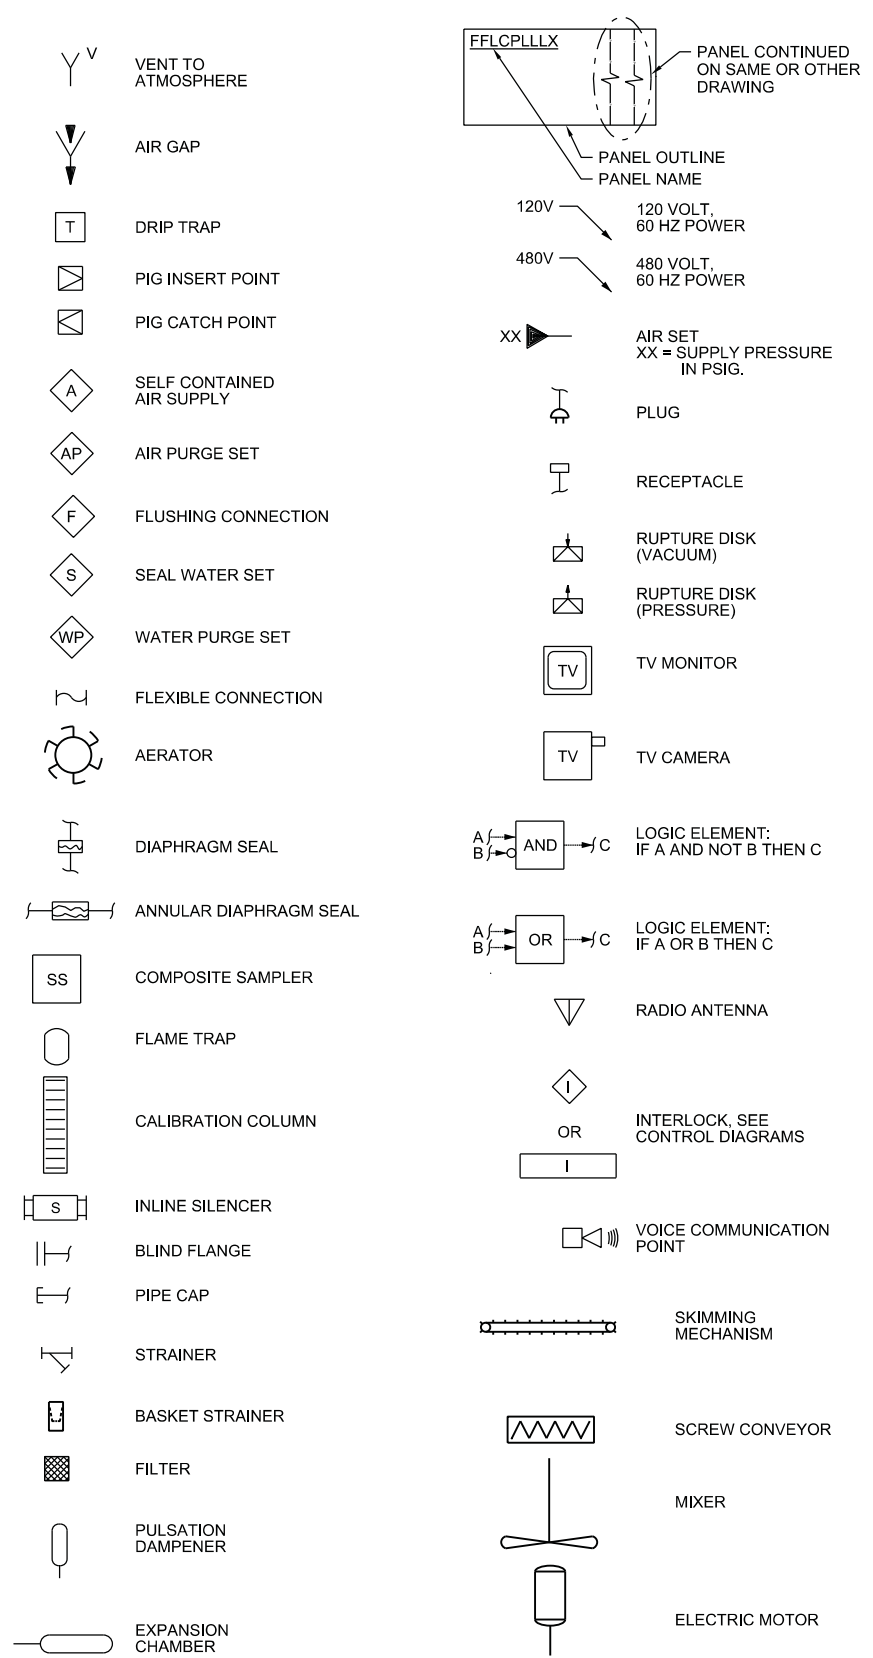 V
VENT TO
ATMOSPHERE
AIR GAP
T
DRIP TRAP
PIG INSERT POINT
PIG CATCH POINT
A
SELF CONTAINED
AIR SUPPLY
AP
AIR PURGE SET
F
FLUSHING CONNECTION
S
SEAL WATER SET
WP
WATER PURGE SET
FLEXIBLE CONNECTION
AERATOR
DIAPHRAGM SEAL
ANNULAR DIAPHRAGM SEAL
SS
COMPOSITE SAMPLER
FLAME TRAP
CALIBRATION COLUMN
S
INLINE SILENCER
BLIND FLANGE
PIPE CAP
STRAINER
BASKET STRAINER
FILTER
PULSATION
DAMPENER
EXPANSION
CHAMBER
FFLCPLLLX
PANEL CONTINUED
ON SAME OR OTHER
DRAWING
PANEL OUTLINE
PANEL NAME
120V
120 VOLT,
60 HZ POWER
480V
480 VOLT,
60 HZ POWER
XX
AIR SET
XX = SUPPLY PRESSURE
IN PSIG.
PLUG
RECEPTACLE
RUPTURE DISK
(VACUUM)
RUPTURE DISK
(PRESSURE)
TV
TV MONITOR
TV
TV CAMERA
A
B
AND
C
LOGIC ELEMENT:
IF A AND NOT B THEN C
A
B
OR
C
LOGIC ELEMENT:
IF A OR B THEN C
RADIO ANTENNA
I
OR
I
INTERLOCK, SEE
CONTROL DIAGRAMS
VOICE COMMUNICATION
POINT
SKIMMING
MECHANISM
SCREW CONVEYOR
MIXER
ELECTRIC MOTOR